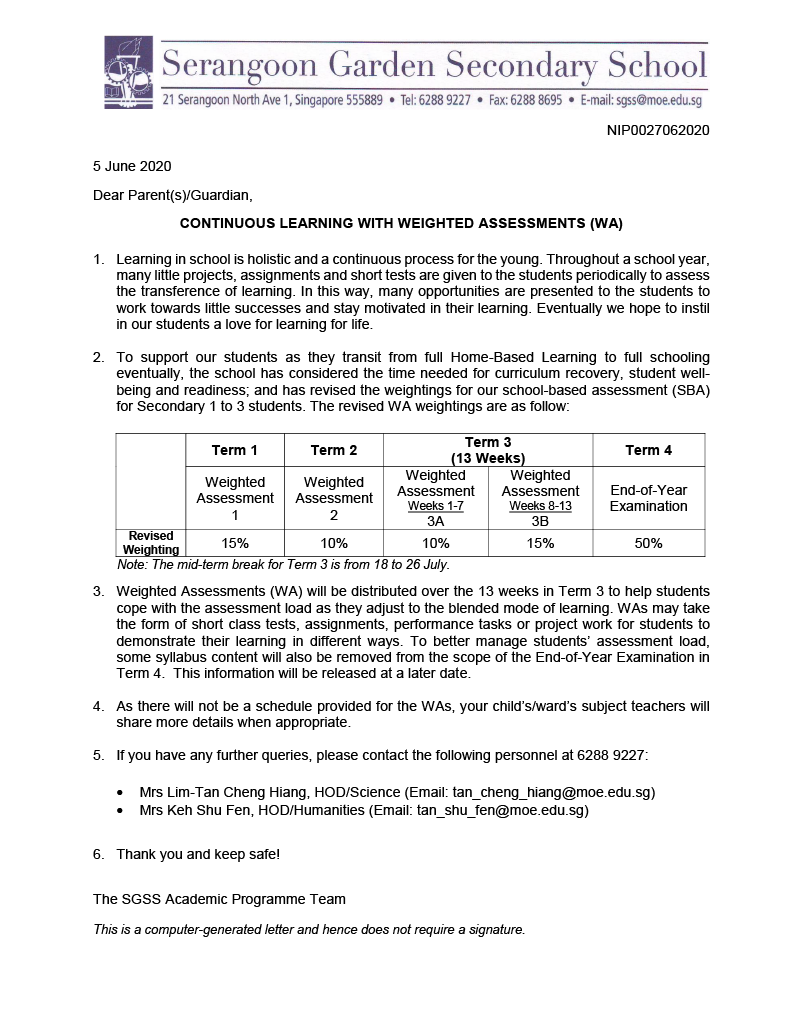 Serangoon Garden Secondary School
21 Serangoon North Ave 1, Singapore 555889 • Tel: 6288 9227 • Fax: 6288 8695 • E-mail: sgss@moe.edu.sg
NIP0027062020
5 June 2020
Dear Parent(s)/Guardian,
CONTINUOUS LEARNING WITH WEIGHTED ASSESSMENTS (WA)
1. Learning in school is holistic and a continuous process for the young. Throughout a school year,
many little projects, assignments and short tests are given to the students periodically to assess
the transference of learning. In this way, many opportunities are presented to the students to
work towards little successes and stay motivated in their learning. Eventually we hope to instil
in our students a love for learning for life.
2. To support our students as they transit from full Home-Based Learning to full schooling
eventually, the school has considered the time needed for curriculum recovery, student well-
being and readiness; and has revised the weightings for our school-based assessment (SBA)
for Secondary 1 to 3 students. The revised WA weightings are as follow:
Term 1 Term 2 Term 3 (13 Weeks) Term 4
Weighted Assessment 1 Weighted Assessment 2 Weighted Assessment Weeks 1-7 3A Weighted Assessment Weeks 8-13 3B End-of-Year Examination
Revised Weighting 15% 10% 10% 15% 50%
Note: The mid-term break for Term 3 is from 18 to 26 July.
3. Weighted Assessments (WA) will be distributed over the 13 weeks in Term 3 to help students
cope with the assessment load as they adjust to the blended mode of learning. WAs may take
the form of short class tests, assignments, performance tasks or project work for students to
demonstrate their learning in different ways. To better manage students' assessment load,
some syllabus content will also be removed from the scope of the End-of-Year Examination in
Term 4. This information will be released at a later date.
4. As there will not be a schedule provided for the WAs, your child's/ward's subject teachers will
share more details when appropriate.
5. If you have any further queries, please contact the following personnel at 6288 9227:
• Mrs Lim-Tan Cheng Hiang, HOD/Science (Email: tan_cheng_hiang@moe.edu.sg)
• Mrs Keh Shu Fen, HOD/Humanities (Email: tan_shu_fen@moe.edu.sg)
6. Thank you and keep safe!
The SGSS Academic Programme Team
This is a computer-generated letter and hence does not require a signature.